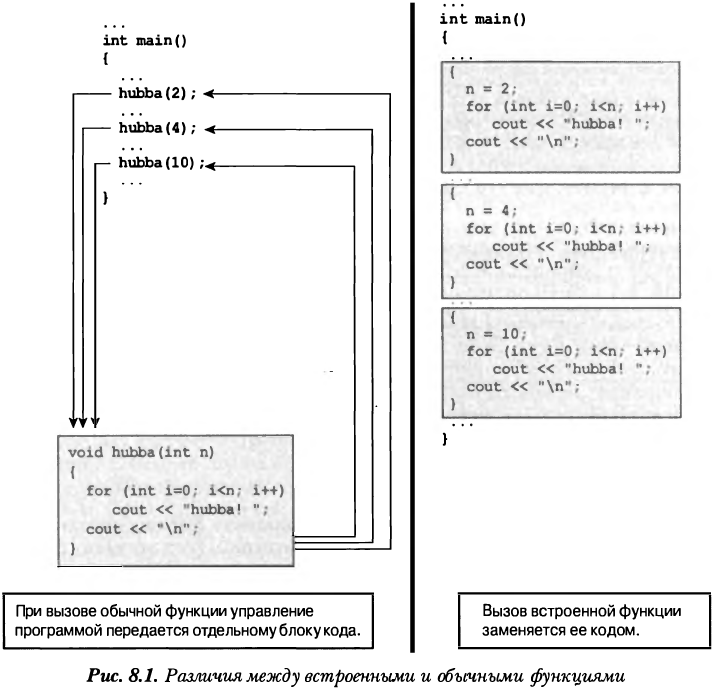 ...
int main()
{
...
hubba(2);
...
hubba(4);
...
hubba(10);
...
}
void hubba(int n)
{
for (int i=0; i<n; i++)
cout << "hubba! ";
cout << "\n";
}
При вызове обычной функции управление
программой передается отдельному блоку кода.
...
int main()
{
...
{
n = 2;
for (int i=0; i<n; i++)
cout << "hubba! ";
cout << "\n";
}
...
{
n = 4;
for (int i=0; i<n; i++)
cout << "hubba! ";
cout << "\n";
}
...
{
n = 10;
for (int i=0; i<n; i++)
cout << "hubba! ";
cout << "\n";
}
...
}
Вызов встроенной функции
заменяется ее кодом.
Рис. 8.1. Различия между встроенными и обычными функциями